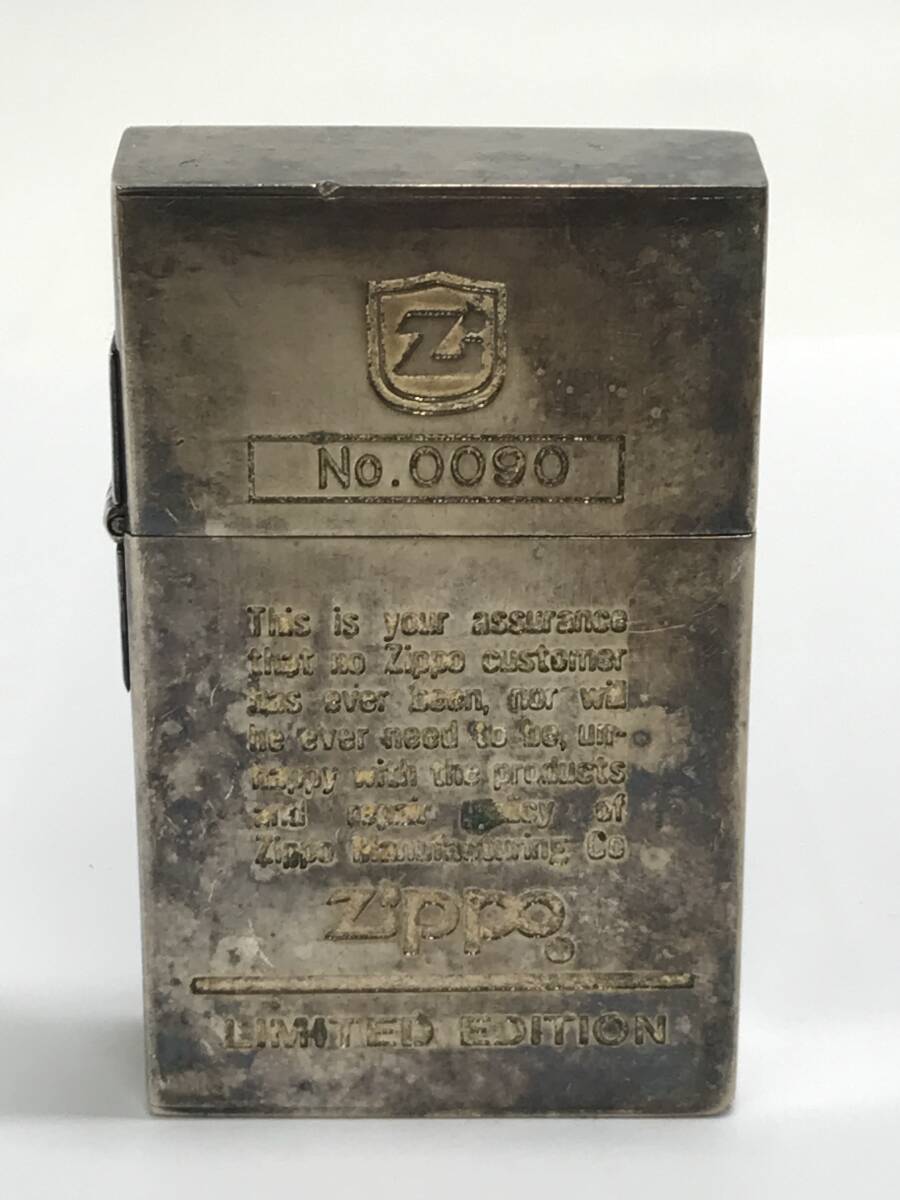 Z
No.0090
This is your assurance
that no Zippo customer
has ever been, nor will
he ever need to be, un-
happy with the products
and repair policy of
Zippo Manufacturing Co
Zippo
LIMITED EDITION